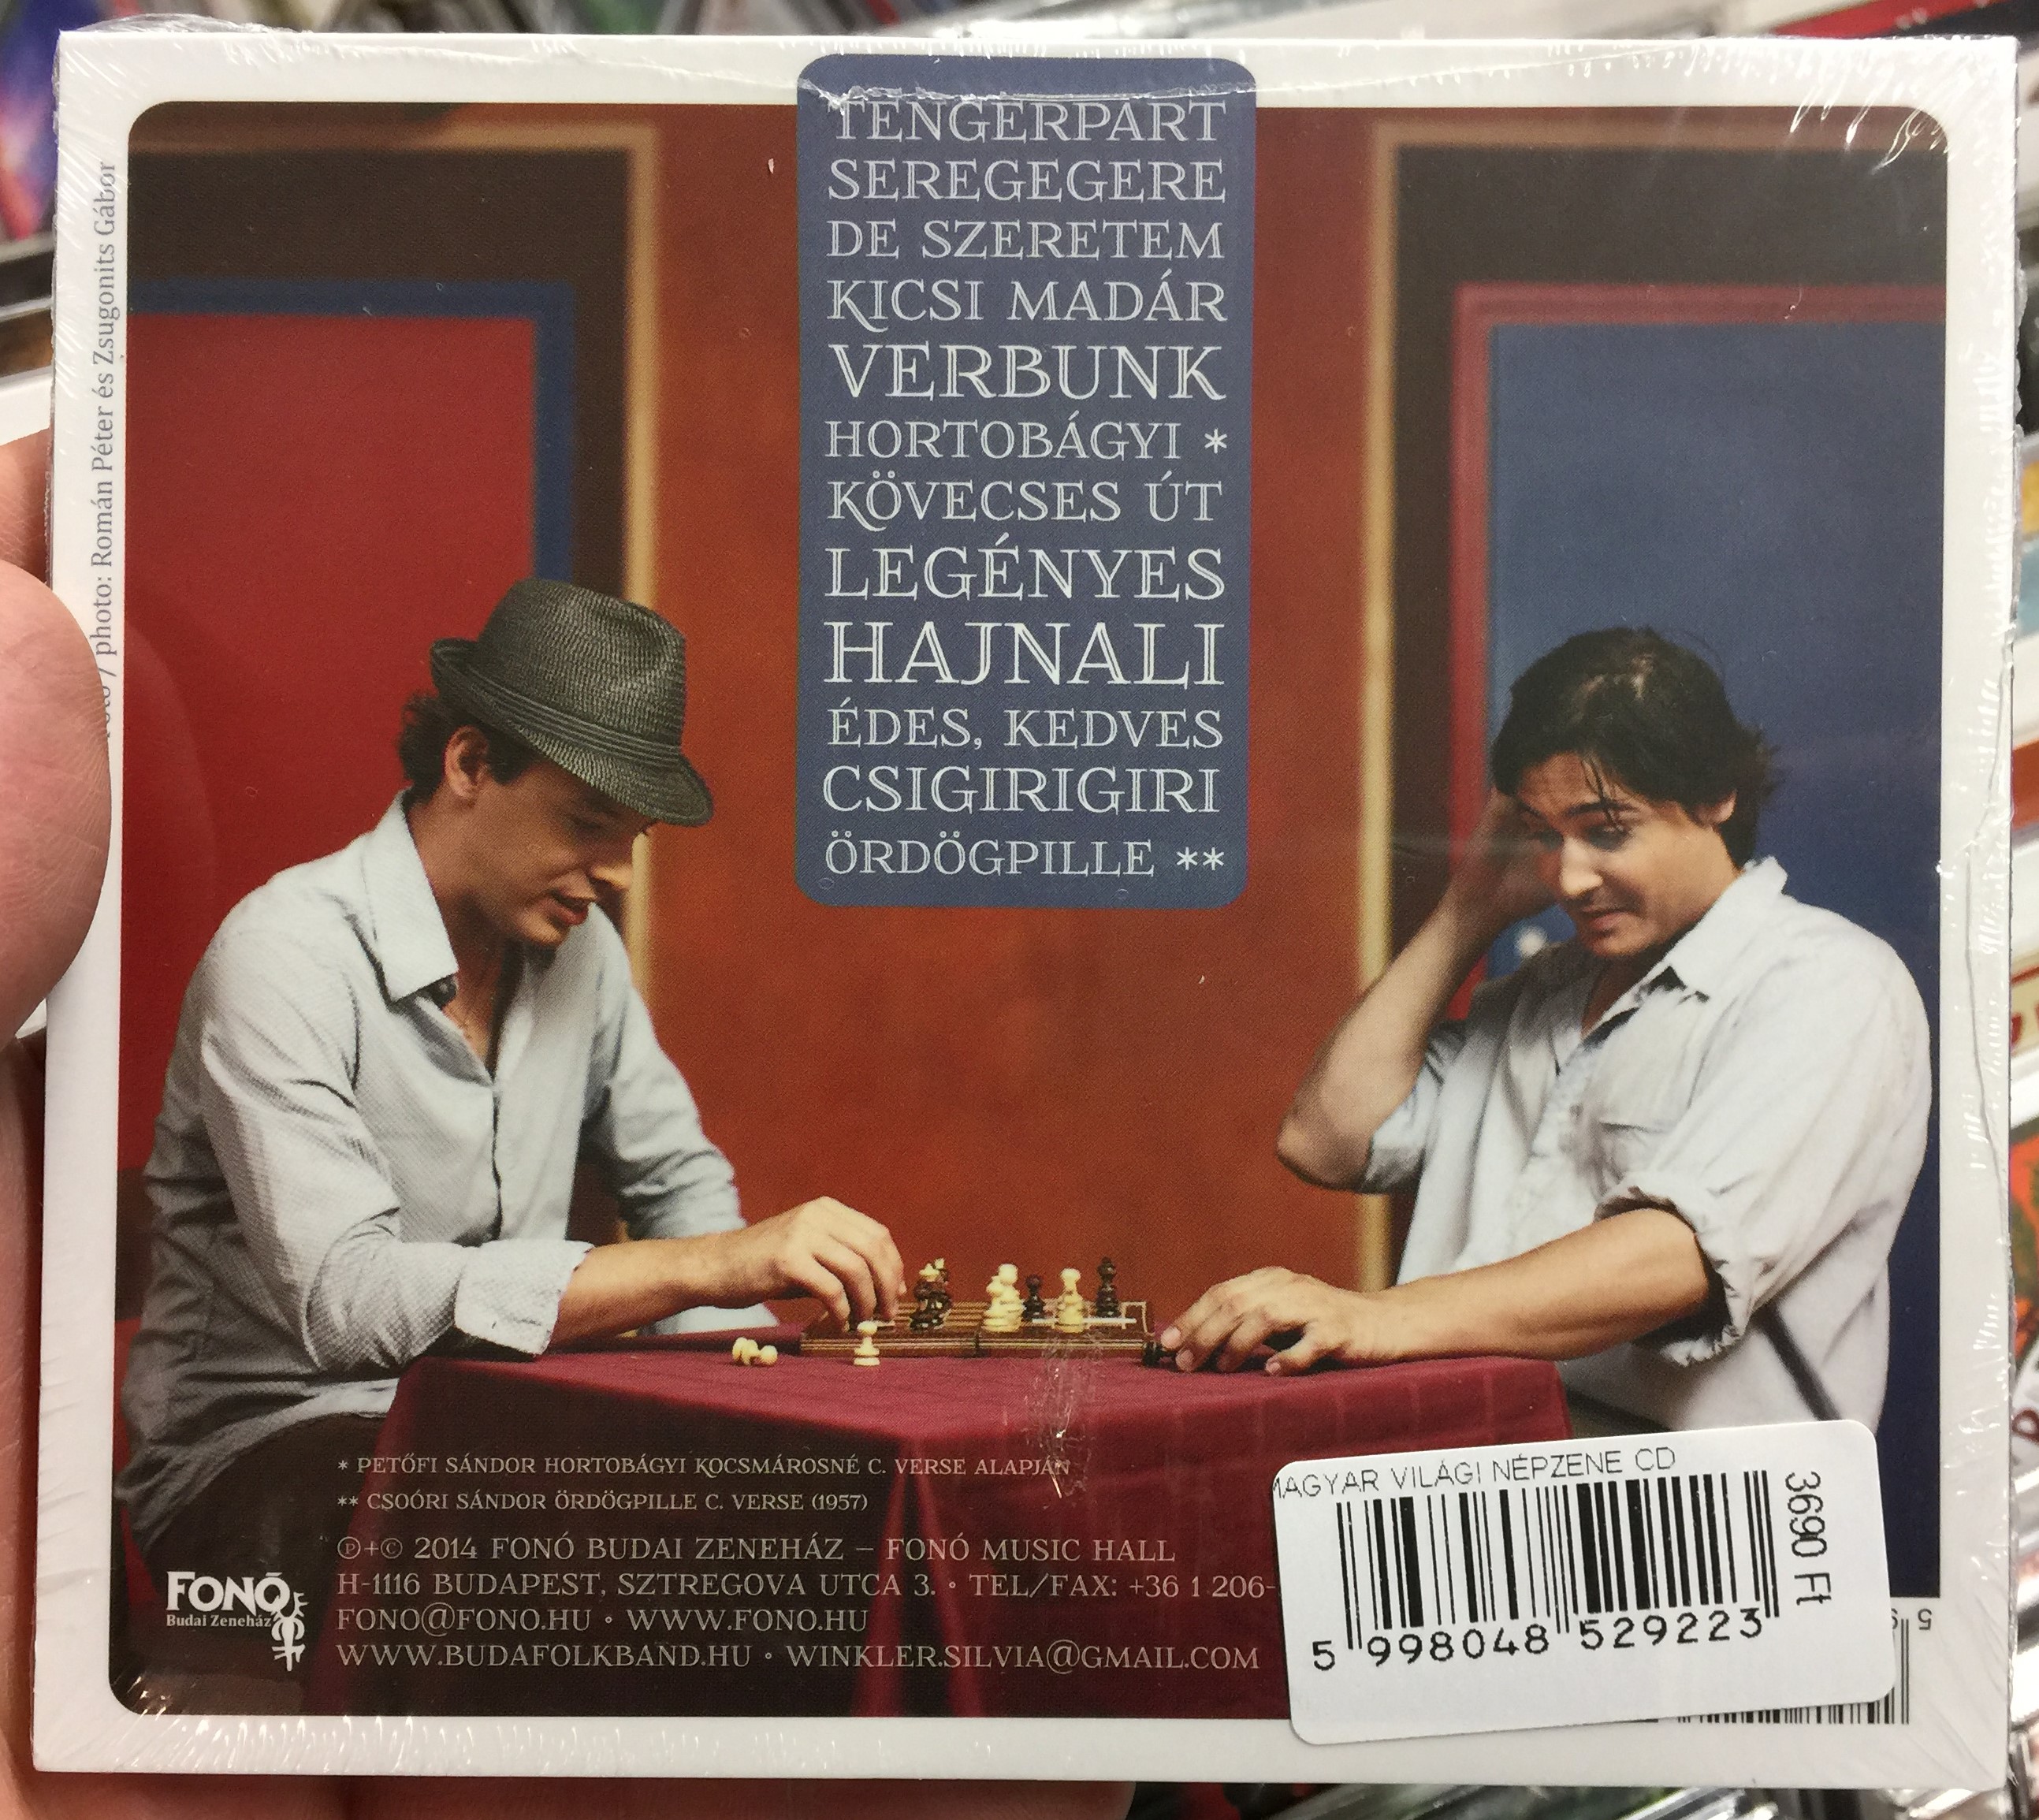 TENGERPART
SEREGEGERE
DE SZERETEM
KICSI MADÁR
VERBUNK
HORTOBÁGYI *
KÖVECSES ÚT
LEGÉNYES
HAJNALI
ÉDES, KEDVES
CSIGIRIGIRI
ÖRDÖGPILLE **
/ photo: Román Péter és Zsugonits Gábor
* PETŐFI SÁNDOR HORTOBÁGYI KOCSMÁROSNÉ C. VERSE ALAPJÁN
** CSOÓRI SÁNDOR ÖRDÖGPILLE C. VERSE (1957)
℗+© 2014 FONÓ BUDAI ZENEHÁZ – FONÓ MUSIC HALL
H-1116 BUDAPEST, SZTREGOVA UTCA 3. • TEL/FAX: +36 1 206-
FONO@FONO.HU • WWW.FONO.HU
WWW.BUDAFOLKBAND.HU • WINKLER.SILVIA@GMAIL.COM
FONÓ
Budai Zeneház
MAGYAR VILÁGI NÉPZENE CD
3690 Ft
5 998048 529223